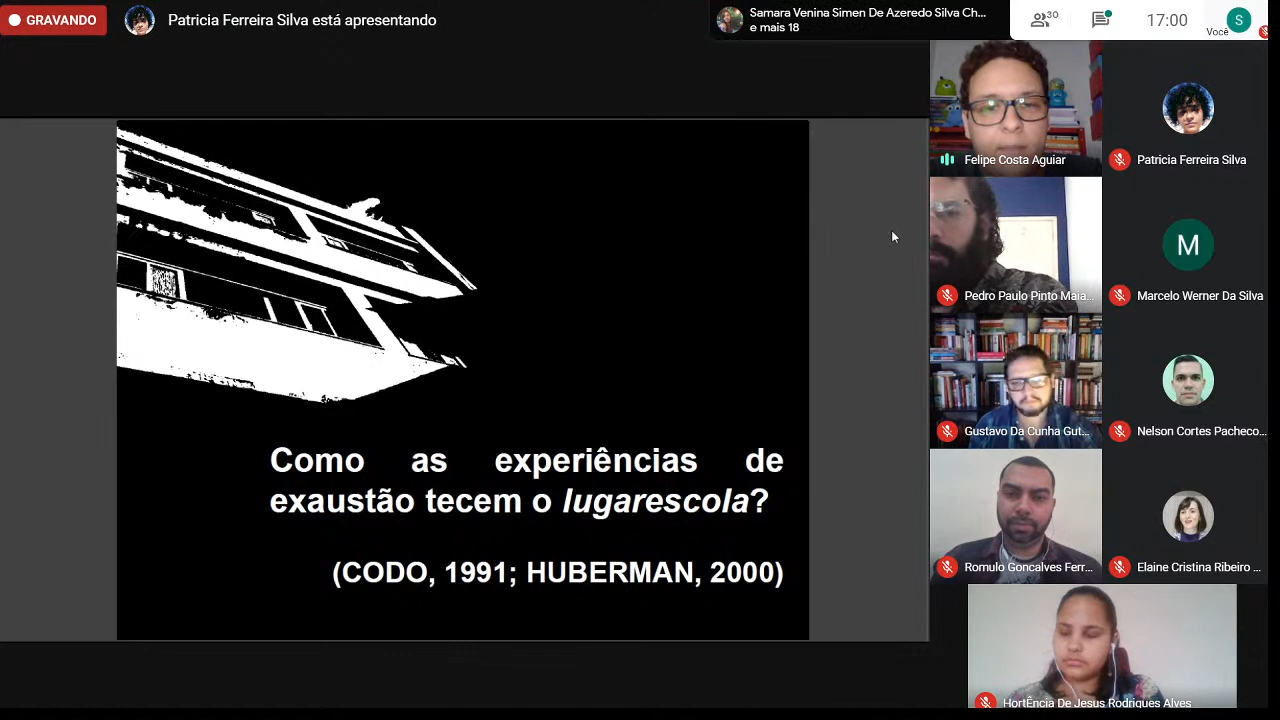 GRAVANDO
Patricia Ferreira Silva está apresentando
Samara Venina Simen De Azeredo Silva Ch...
e mais 18
30
17:00
S
Você
Felipe Costa Aguiar
Patricia Ferreira Silva
Pedro Paulo Pinto Maia...
M
Marcelo Werner Da Silva
Gustavo Da Cunha Gut...
Nelson Cortes Pacheco...
Como as experiências de
exaustão tecem o lugarescola?
(CODO, 1991; HUBERMAN, 2000)
Romulo Goncalves Ferr...
Elaine Cristina Ribeiro ...
HortÊncia De Jesus Rodrigues Alves